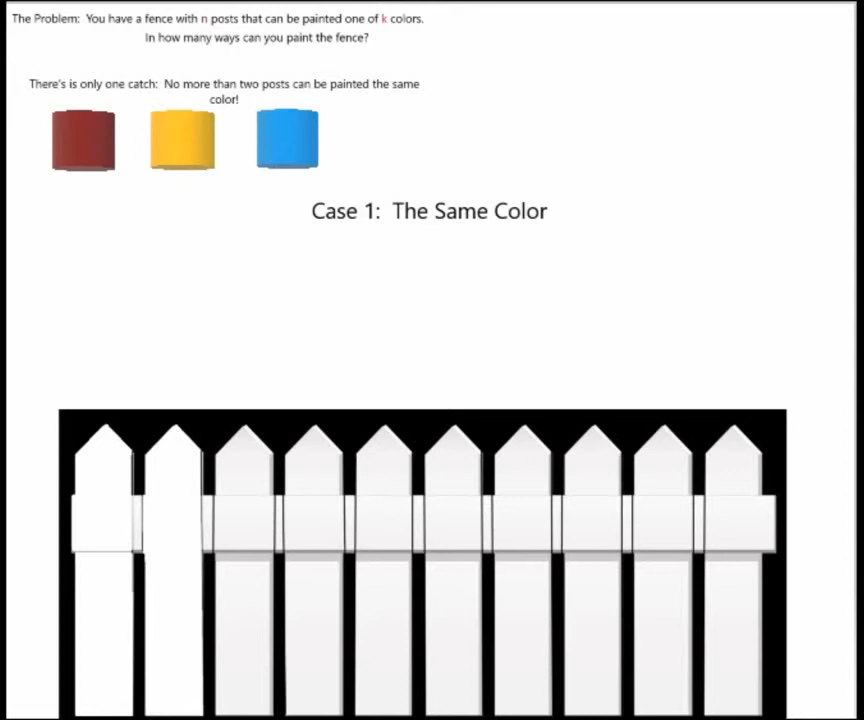 The Problem: You have a fence with n posts that can be painted one of k colors.
In how many ways can you paint the fence?
There's is only one catch: No more than two posts can be painted the same
color!
Case 1: The Same Color